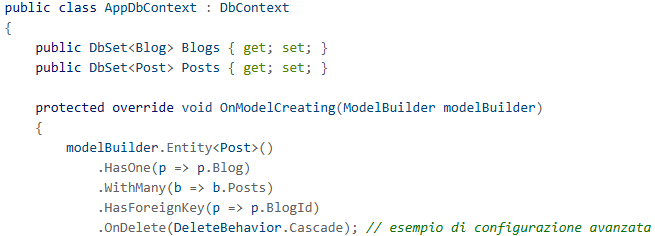 public class AppDbContext : DbContext
{
    public DbSet<Blog> Blogs { get; set; }
    public DbSet<Post> Posts { get; set; }

    protected override void OnModelCreating(ModelBuilder modelBuilder)
    {
        modelBuilder.Entity<Post>()
            .HasOne(p => p.Blog)
            .WithMany(b => b.Posts)
            .HasForeignKey(p => p.BlogId)
            .OnDelete(DeleteBehavior.Cascade); // esempio di configurazione avanzata